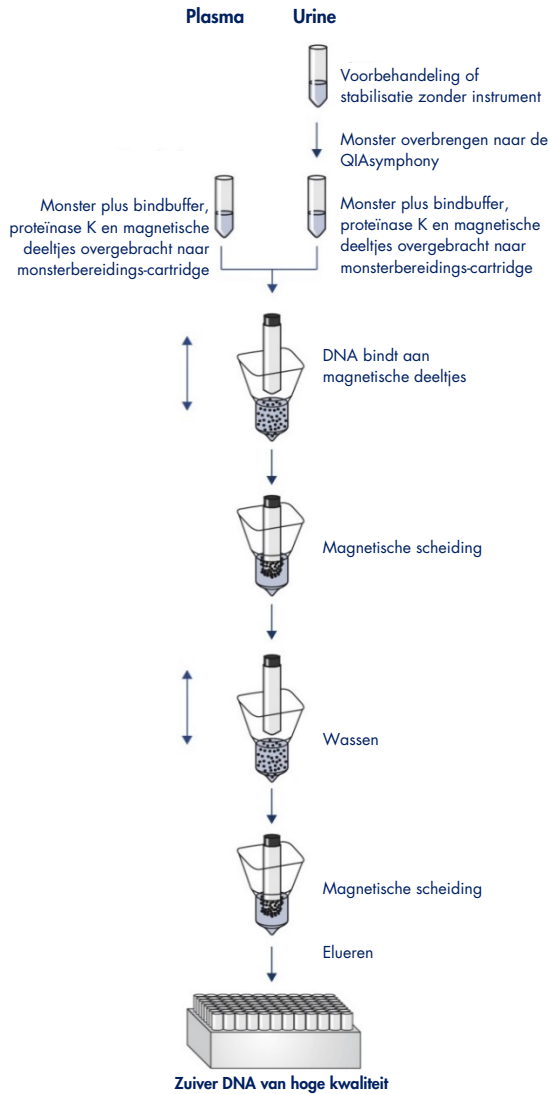 Plasma Urine
Voorbehandeling of
stabilisatie zonder instrument
Monster overbrengen naar de
QIAsymphony
Monster plus bindbuffer,
proteïnase K en magnetische
deeltjes overgebracht naar
monsterbereidings-cartridge
Monster plus bindbuffer,
proteïnase K en magnetische
deeltjes overgebracht naar
monsterbereidings-cartridge
DNA bindt aan
magnetische deeltjes
Magnetische scheiding
Wassen
Magnetische scheiding
Elueren
Zuiver DNA van hoge kwaliteit